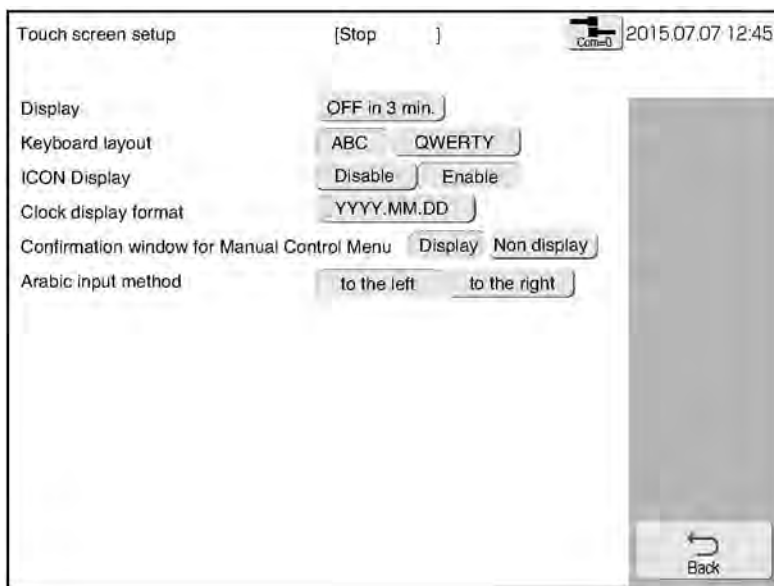 Touch screen setup [Stop ] Com=0 2015.07.07 12:45
Display OFF in 3 min.
Keyboard layout ABC QWERTY
ICON Display Disable Enable
Clock display format YYYY.MM.DD
Confirmation window for Manual Control Menu Display Non display
Arabic input method to the left to the right
Back